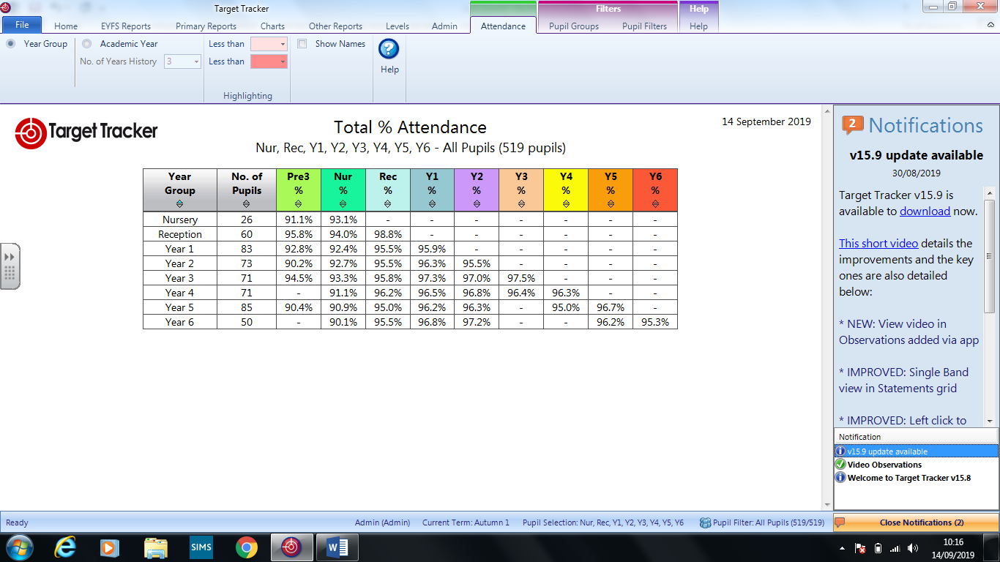 Target Tracker
Filters
Help
File Home EYFS Reports Primary Reports Charts Other Reports Levels Admin Attendance Pupil Groups Pupil Filters Help
Year Group Academic Year Less than Show Names
No. of Years History 3 Less than
Help
Highlighting
Target Tracker
Total % Attendance
14 September 2019
Nur, Rec, Y1, Y2, Y3, Y4, Y5, Y6 - All Pupils (519 pupils)
Year Group No. of Pupils Pre3 % Nur % Rec % Y1 % Y2 % Y3 % Y4 % Y5 % Y6 %
Nursery 26 91.1% 93.1% - - - - - - -
Reception 60 95.8% 94.0% 98.8% - - - - - -
Year 1 83 92.8% 92.4% 95.5% 95.9% - - - - -
Year 2 73 90.2% 92.7% 95.5% 96.3% 95.5% - - - -
Year 3 71 94.5% 93.3% 95.8% 97.3% 97.0% 97.5% - - -
Year 4 71 - 91.1% 96.2% 96.5% 96.8% 96.4% 96.3% - -
Year 5 85 90.4% 90.9% 95.0% 96.2% 96.3% - 95.0% 96.7% -
Year 6 50 - 90.1% 95.5% 96.8% 97.2% - - 96.2% 95.3%
2 Notifications
v15.9 update available
30/08/2019
Target Tracker v15.9 is
available to download now.
This short video details the
improvements and the key
ones are also detailed
below:
* NEW: View video in
Observations added via app
* IMPROVED: Single Band
view in Statements grid
* IMPROVED: Left click to
Notification
v15.9 update available
Video Observations
Welcome to Target Tracker v15.8
Ready Admin (Admin) Current Term: Autumn 1 Pupil Selection: Nur, Rec, Y1, Y2, Y3, Y4, Y5, Y6 Pupil Filter: All Pupils (519/519) Close Notifications (2)
SIMS
W
10:16
14/09/2019